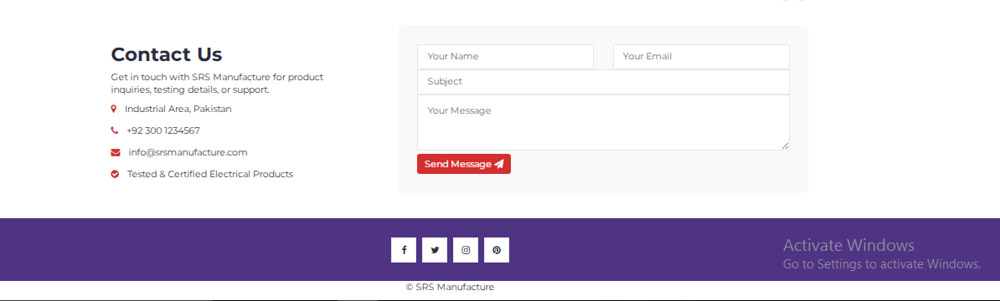 Contact Us
Get in touch with SRS Manufacture for product
inquiries, testing details, or support.
Industrial Area, Pakistan
+92 300 1234567
info@srsmanufacture.com
Tested & Certified Electrical Products
Your Name
Your Email
Subject
Your Message
Send Message
Activate Windows
Go to Settings to activate Windows.
© SRS Manufacture